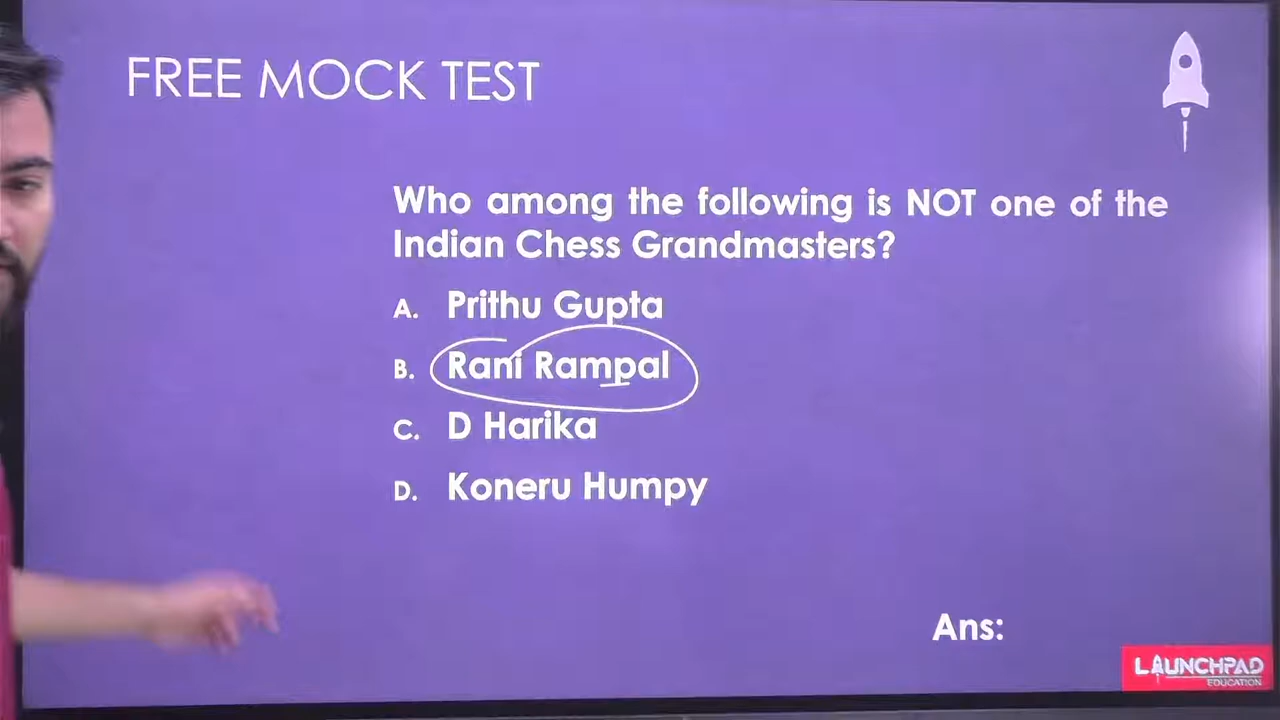 FREE MOCK TEST
Who among the following is NOT one of the
Indian Chess Grandmasters?
A. Prithu Gupta
B. Rani Rampal
C. D Harika
D. Koneru Humpy
Ans:
LAUNCHPAD
EDUCATION